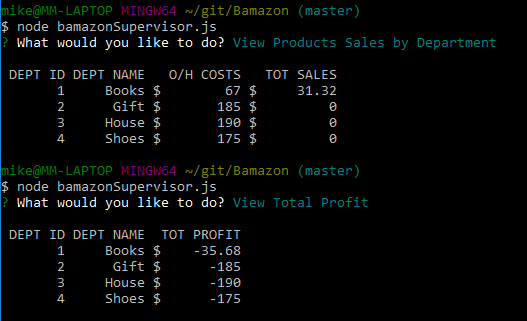 mike@MM-LAPTOP MINGW64 ~/git/Bamazon (master)
$ node bamazonSupervisor.js
? What would you like to do? View Products Sales by Department
DEPT ID DEPT NAME   O/H COSTS   TOT SALES
1     Books $        67 $     31.32
2      Gift $       185 $         0
3     House $       190 $         0
4     Shoes $       175 $         0
mike@MM-LAPTOP MINGW64 ~/git/Bamazon (master)
$ node bamazonSupervisor.js
? What would you like to do? View Total Profit
DEPT ID DEPT NAME  TOT PROFIT
1     Books $    -35.68
2      Gift $      -185
3     House $      -190
4     Shoes $      -175